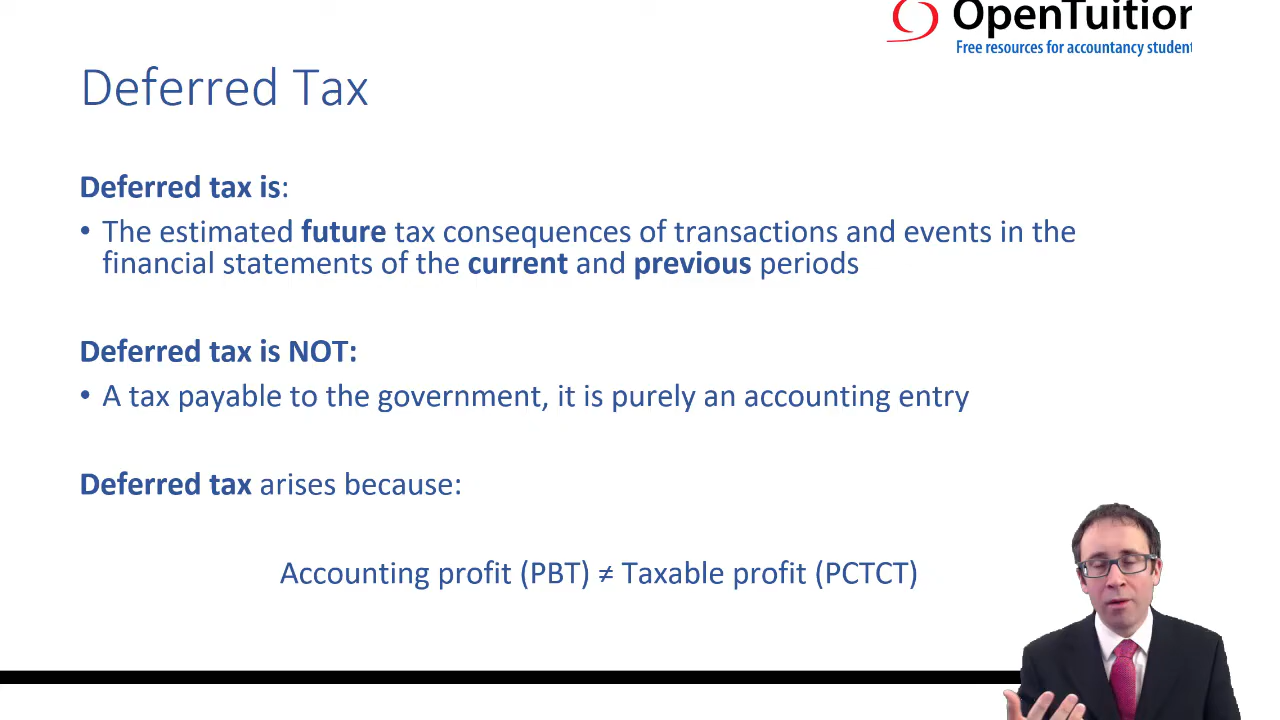 OpenTuition
Free resources for accountancy student
Deferred Tax
Deferred tax is:
• The estimated future tax consequences of transactions and events in the
financial statements of the current and previous periods
Deferred tax is NOT:
• A tax payable to the government, it is purely an accounting entry
Deferred tax arises because:
Accounting profit (PBT) ≠ Taxable profit (PCTCT)